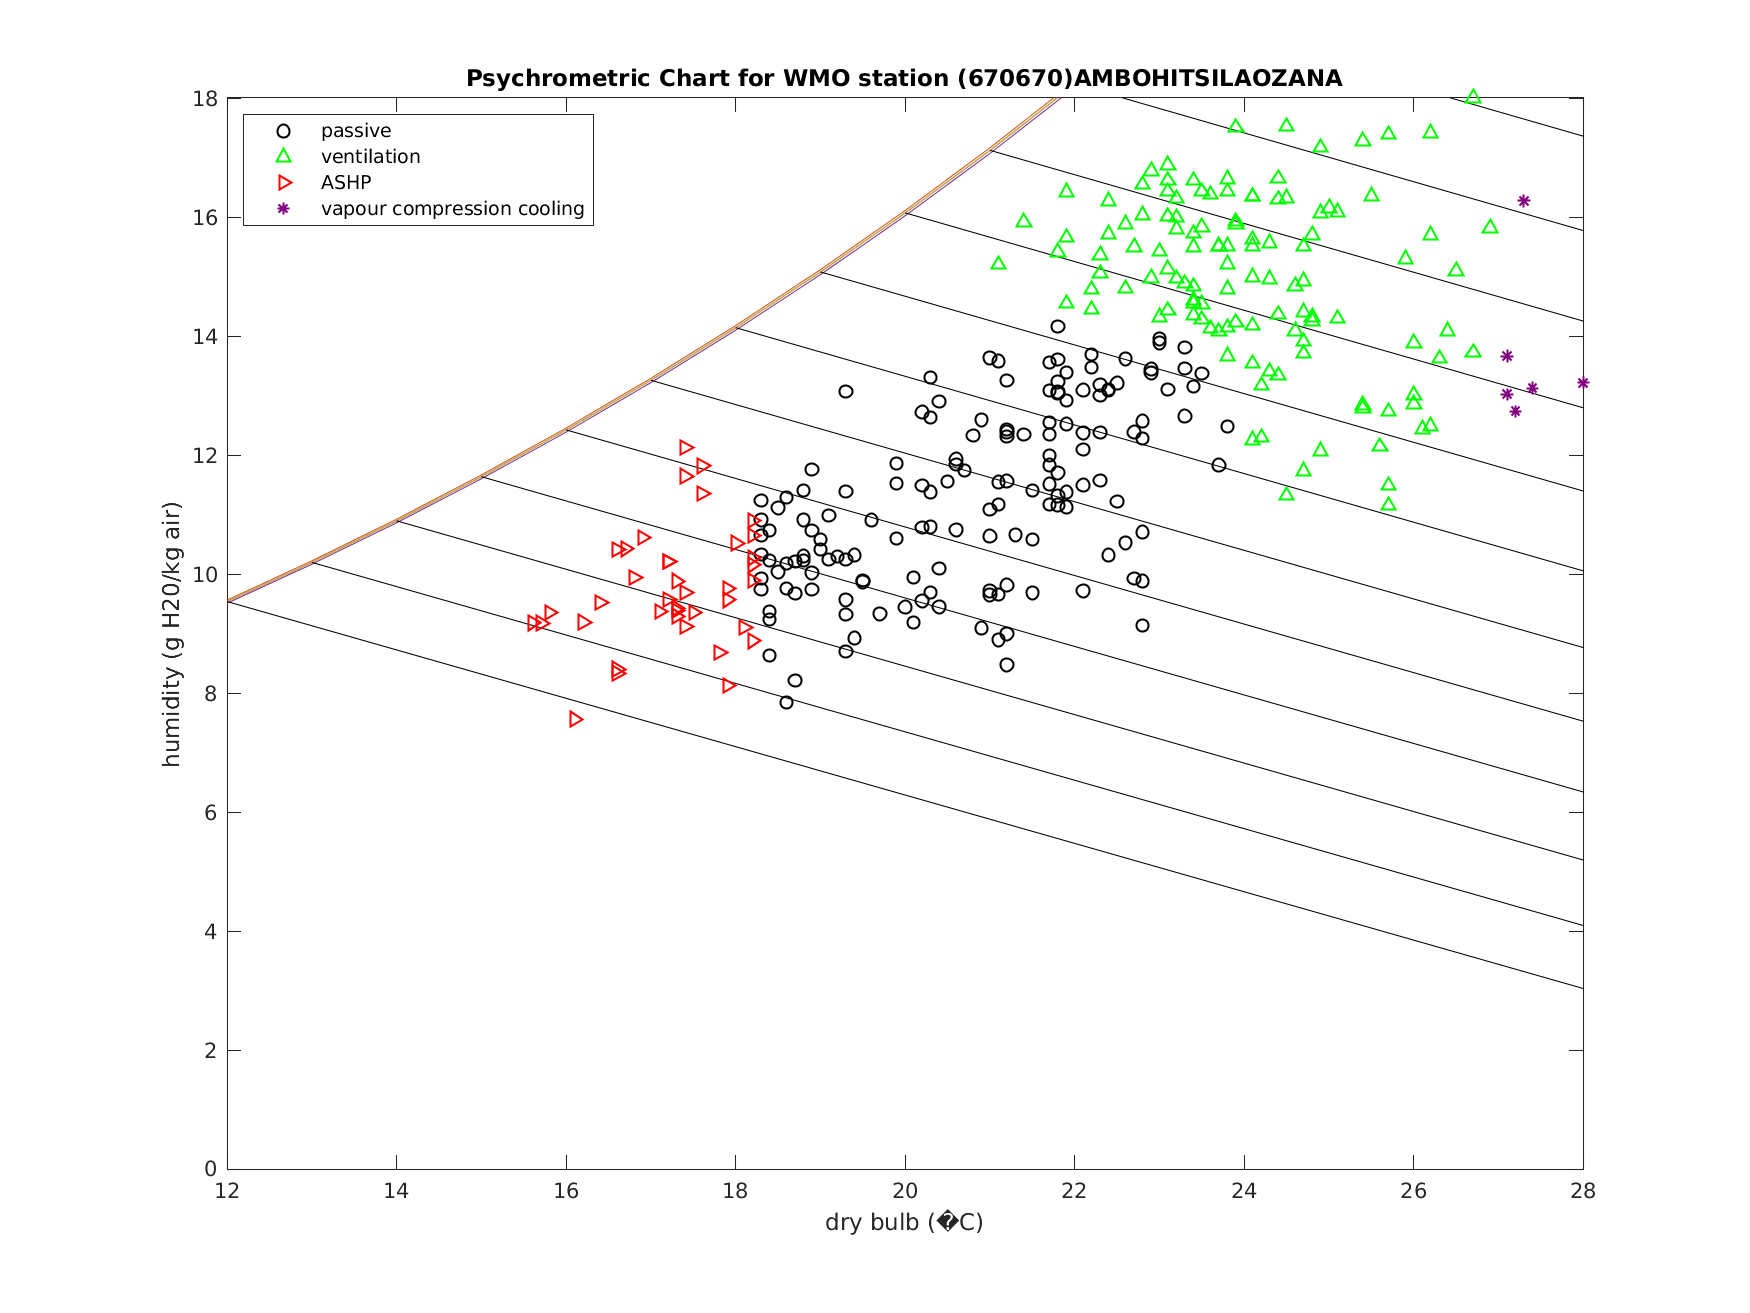 Psychrometric Chart for WMO station (670670)AMBOHITSILAOZANA
18
passive
ventilation
ASHP
vapour compression cooling
16
14
12
10
8
6
4
2
0
humidity (g H20/kg air)
12 14 16 18 20 22 24 26 28
dry bulb (�C)